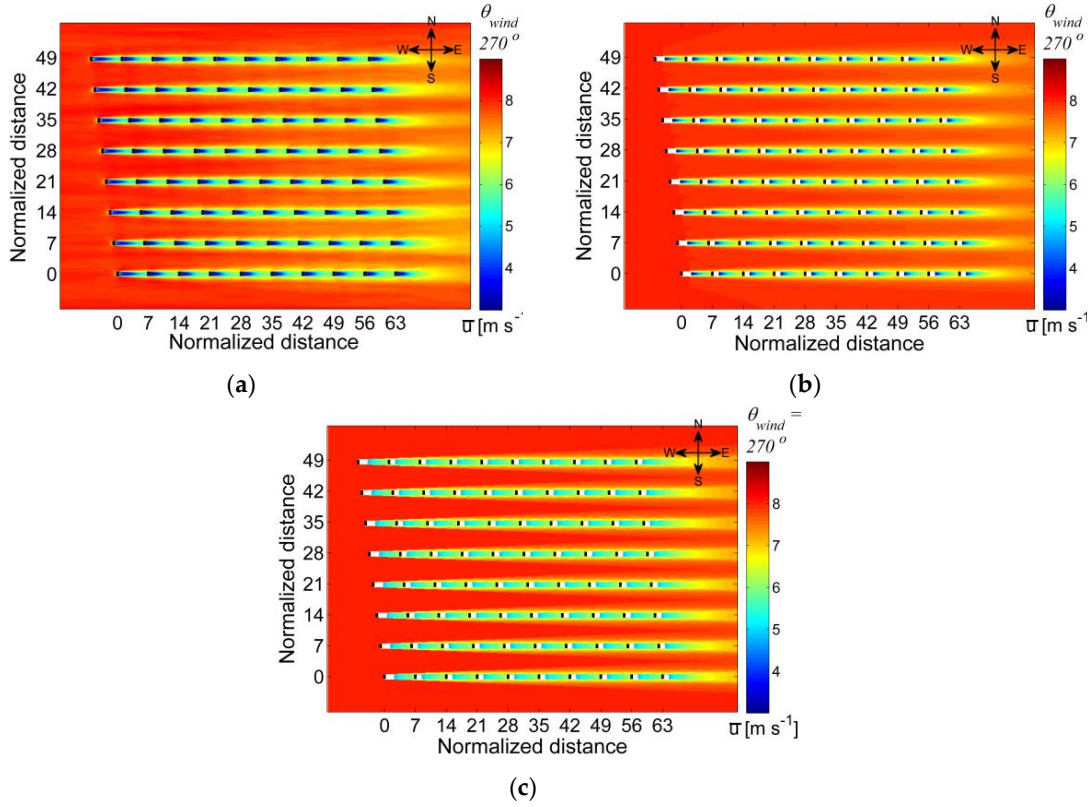 θwind
270 o
N
W E
S
49
42
35
28
21
14
7
0
Normalized distance
8
7
6
5
4
0 7 14 21 28 35 42 49 56 63
Normalized distance
u [m s-1
(a)
θwind
270 o
N
W E
S
49
42
35
28
21
14
7
0
Normalized distance
8
7
6
5
4
0 7 14 21 28 35 42 49 56 63
Normalized distance
u [m s-1
(b)
θwind =
270 o
N
W E
S
49
42
35
28
21
14
7
0
Normalized distance
8
7
6
5
4
3
0 7 14 21 28 35 42 49 56 63
Normalized distance
u [m s-1]
(c)